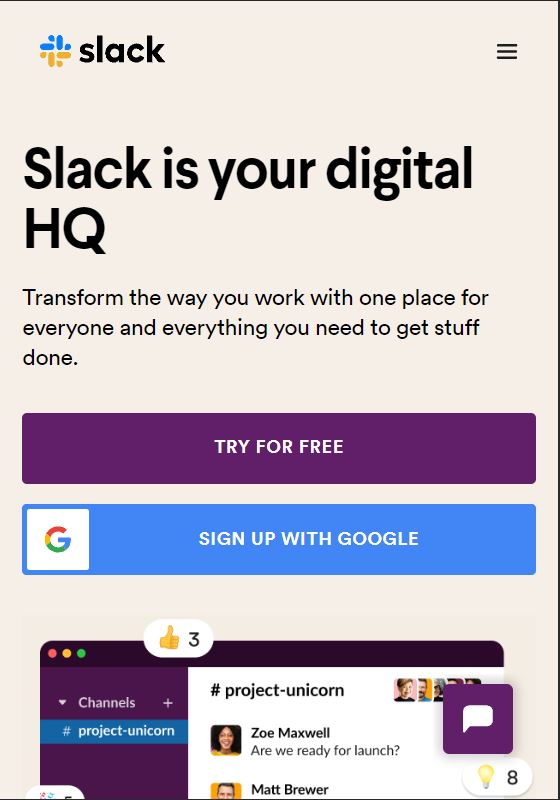 slack
Slack is your digital
HQ
Transform the way you work with one place for
everyone and everything you need to get stuff
done.
TRY FOR FREE
SIGN UP WITH GOOGLE
3
Channels +
# project-unicorn
# project-unicorn
Zoe Maxwell
Are we ready for launch?
Matt Brewer
8